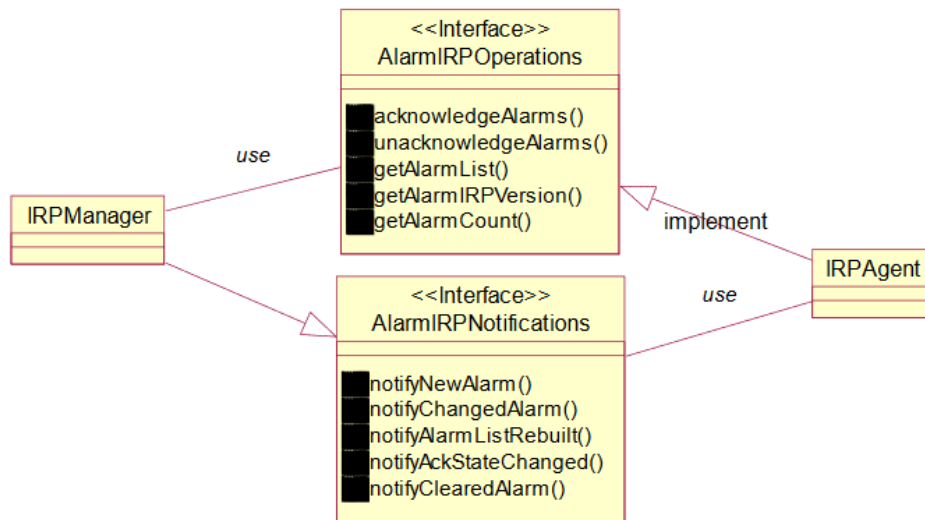 <<Interface>>
AlarmIRPOperations
acknowledgeAlarms()
unacknowledgeAlarms()
getAlarmList()
getAlarmIRPVersion()
getAlarmCount()
use
IRPManager
implement
IRPAgent
use
<<Interface>>
AlarmIRPNotifications
notifyNewAlarm()
notifyChangedAlarm()
notifyAlarmListRebuilt()
notifyAckStateChanged()
notifyClearedAlarm()